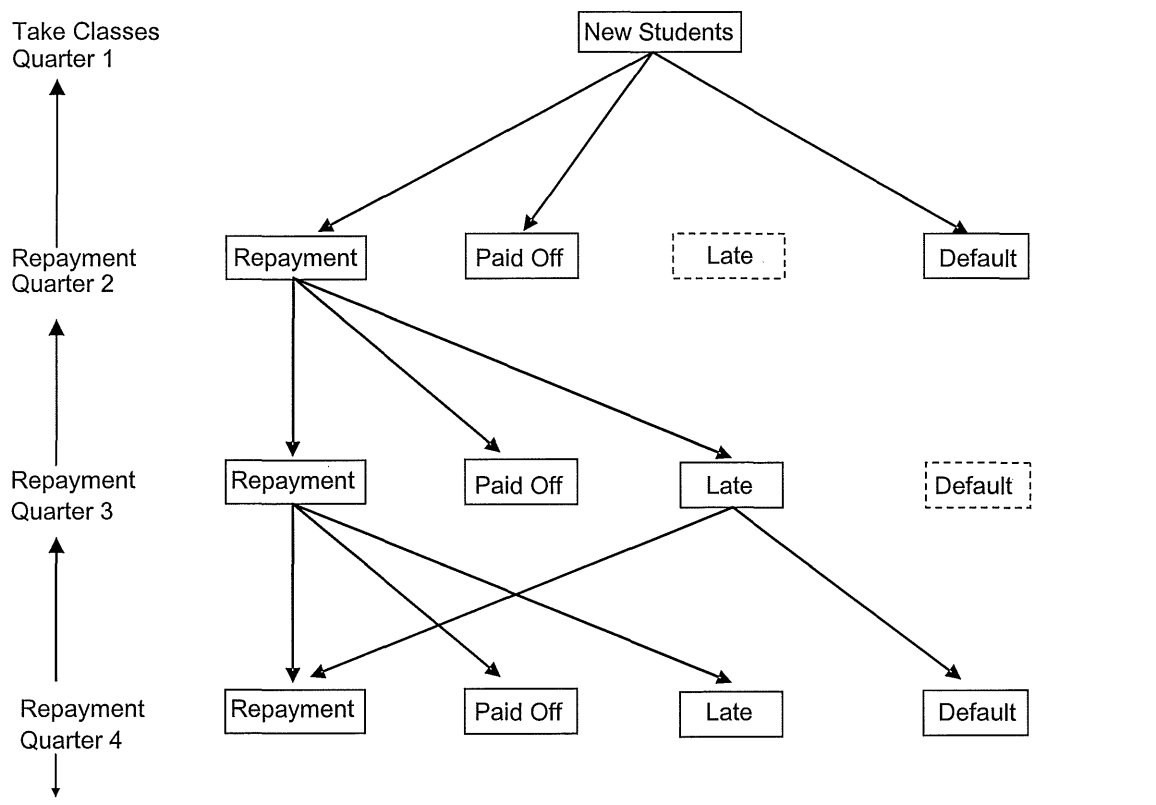 Take Classes
Quarter 1
New Students
Repayment
Quarter 2
Repayment
Paid Off
Late
Default
Repayment
Quarter 3
Repayment
Paid Off
Late
Default
Repayment
Quarter 4
Repayment
Paid Off
Late
Default